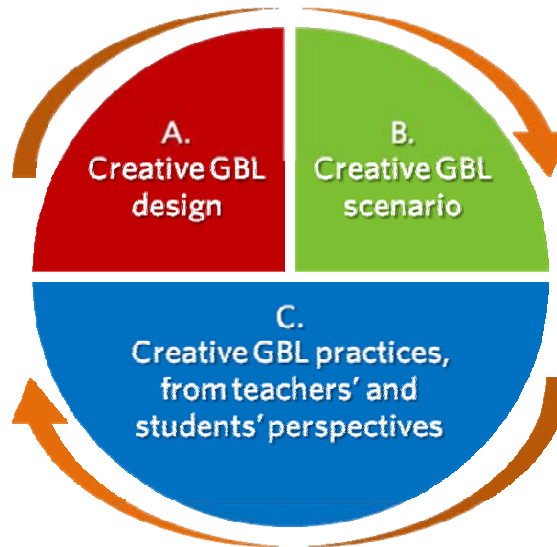 A.
Creative GBL
design
B.
Creative GBL
scenario
C.
Creative GBL practices,
from teachers' and
students' perspectives